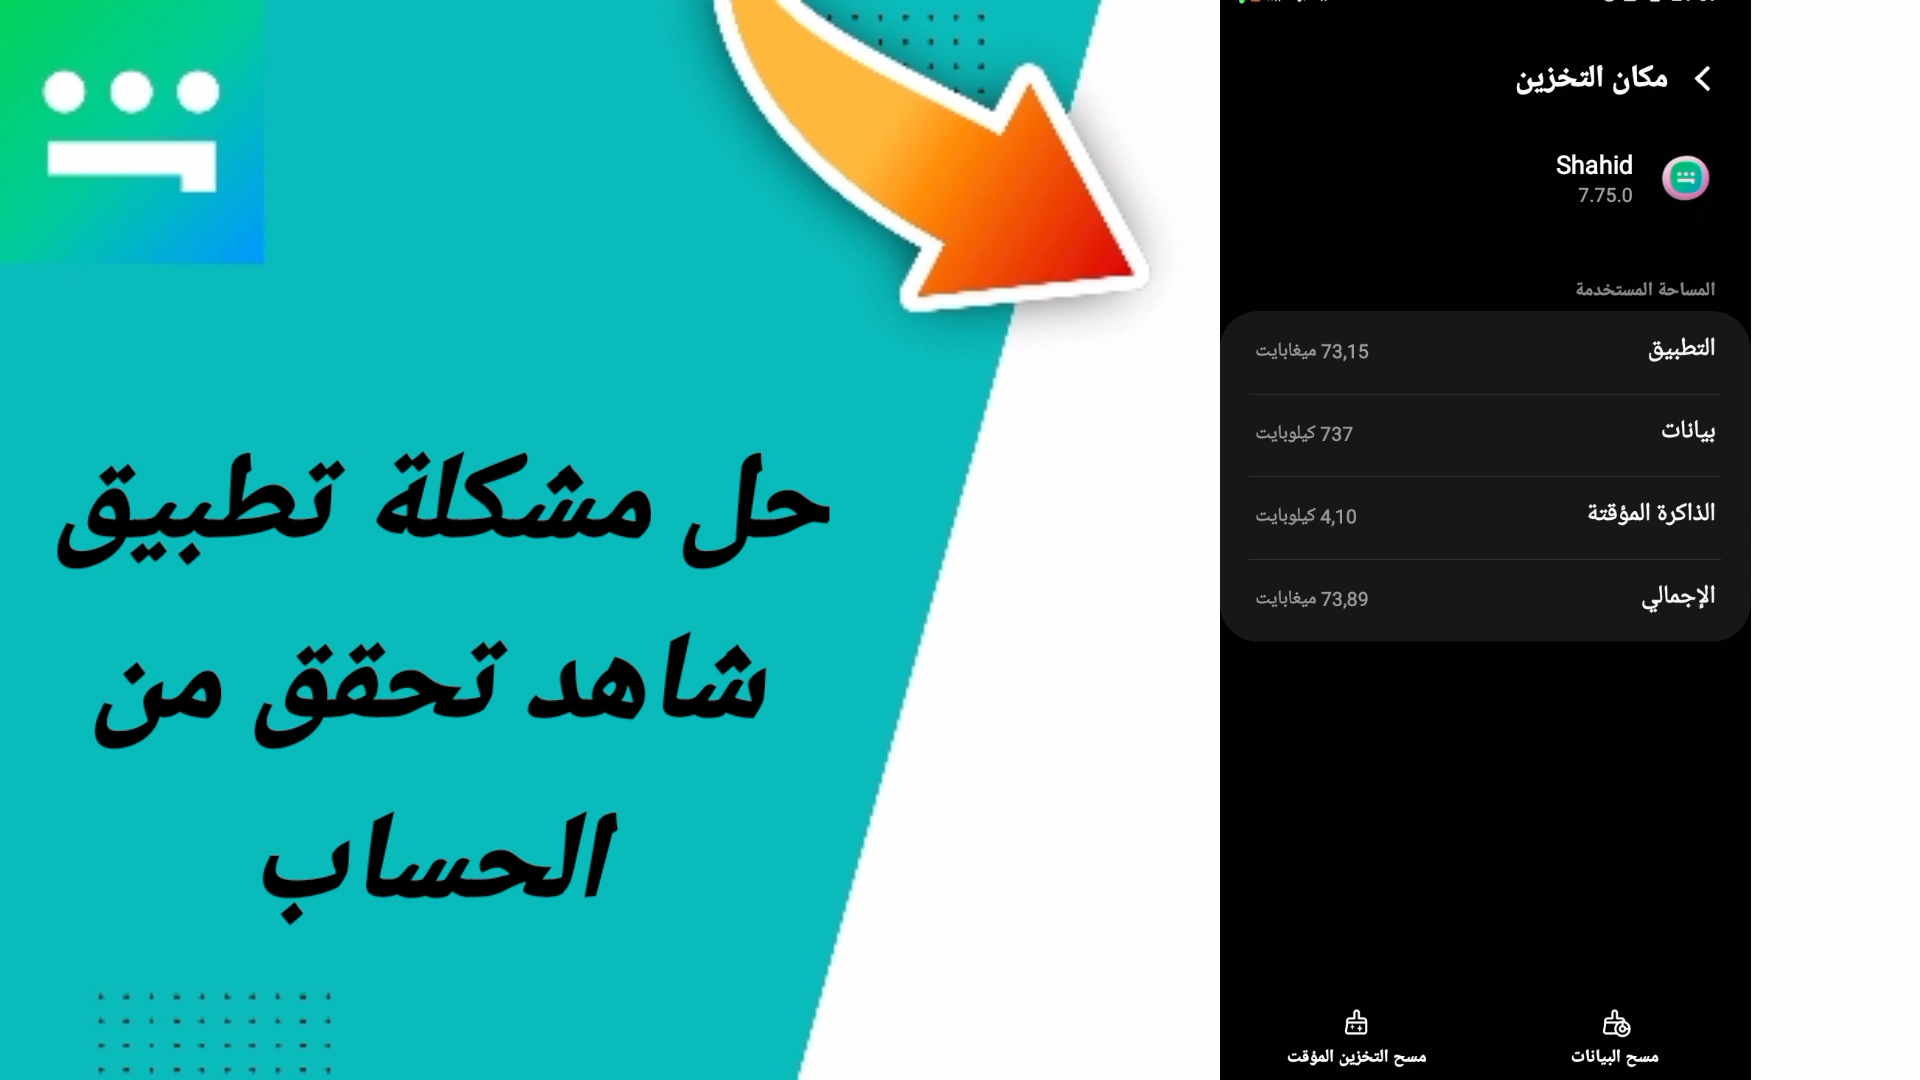 حل مشكلة تطبيق
شاهد تحقق من
الحساب
مكان التخزين
Shahid
7.75.0
المساحة المستخدمة
التطبيق
73,15 ميغابايت
بيانات
737 كيلوبايت
الذاكرة المؤقتة
4,10 كيلوبايت
الإجمالي
73,89 ميغابايت
مسح البيانات
مسح التخزين المؤقت